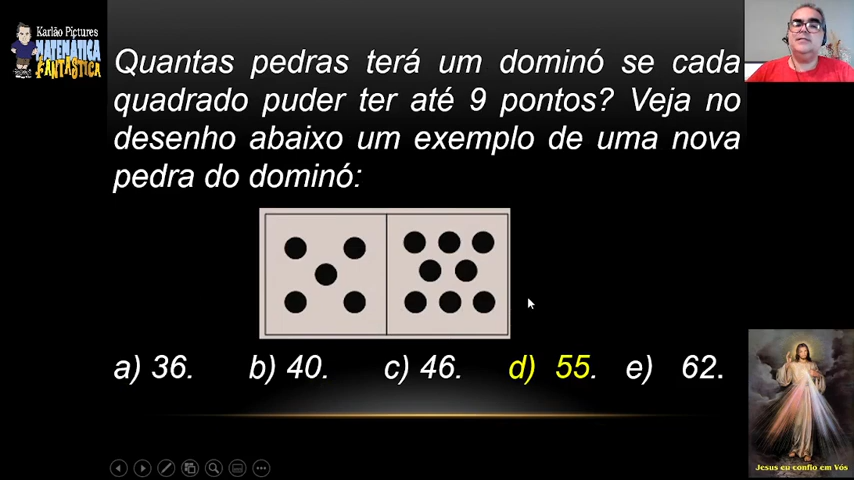 Karlão Pictures
MATEMÁTICA
FANTÁSTICA
Quantas pedras terá um dominó se cada
quadrado puder ter até 9 pontos? Veja no
desenho abaixo um exemplo de uma nova
pedra do dominó:
a) 36. b) 40. c) 46. d) 55. e) 62.
Jesus eu confio em Vós